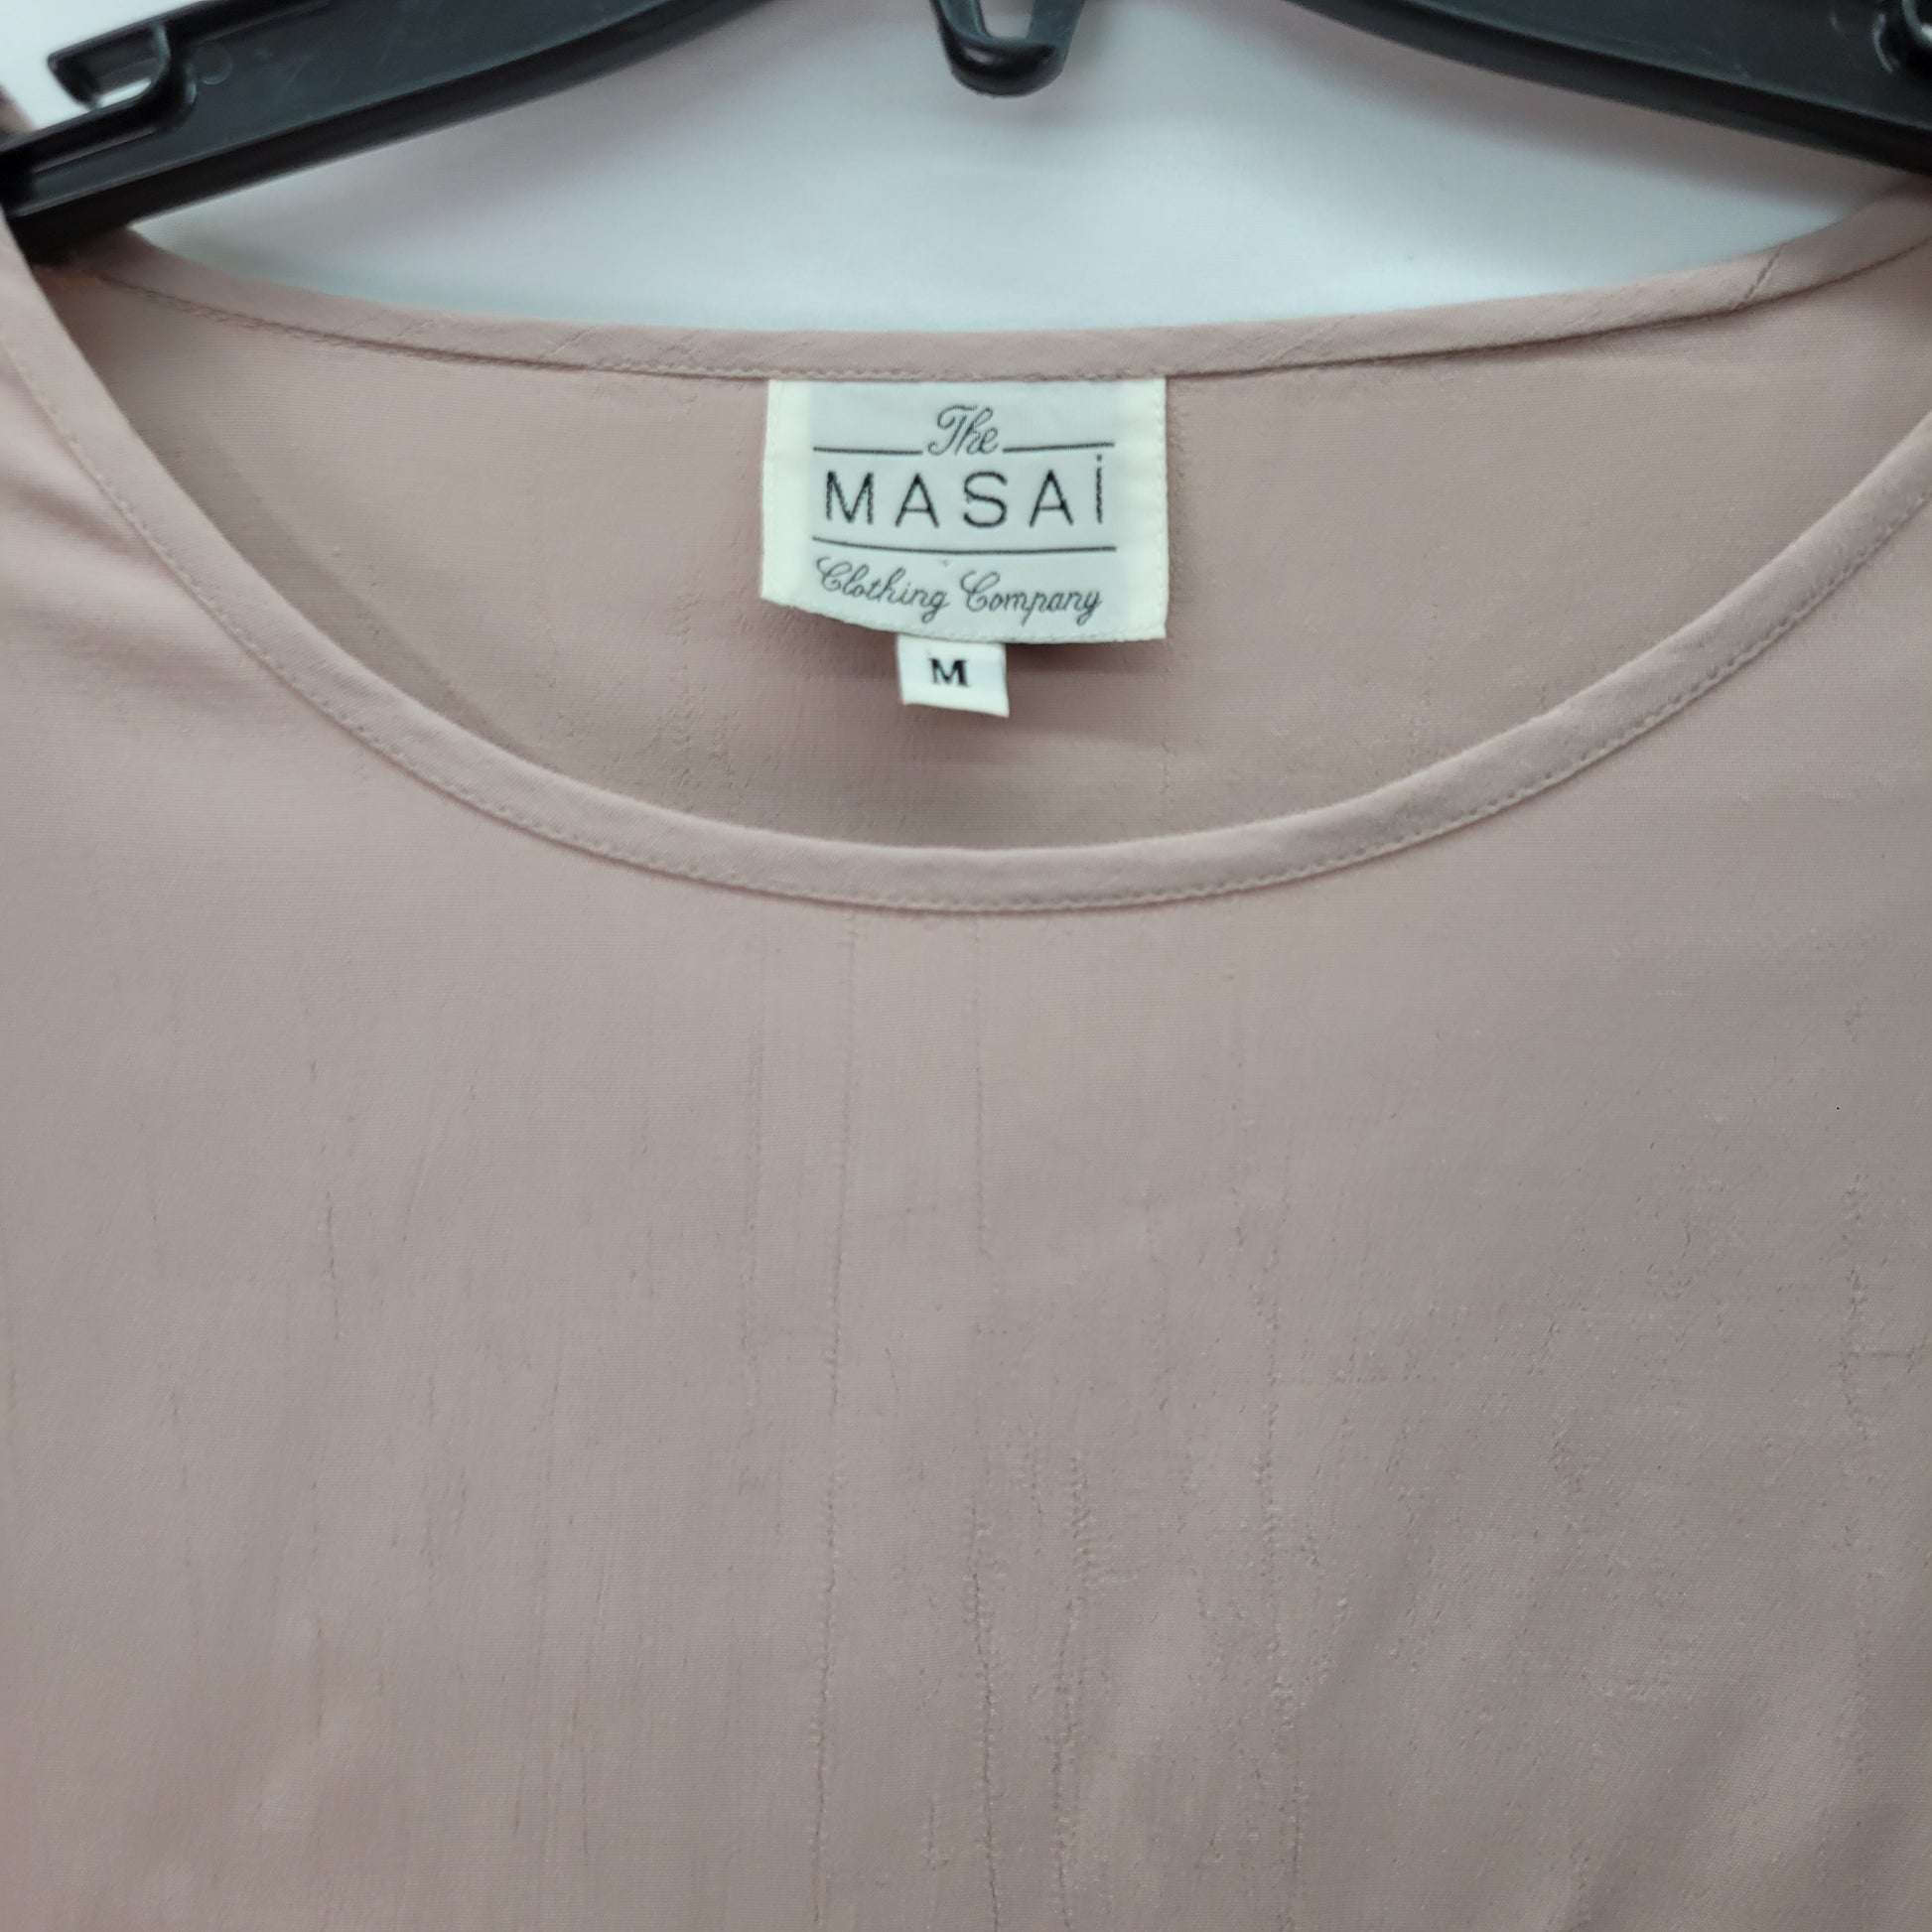 The
MASAi
Clothing Company
M